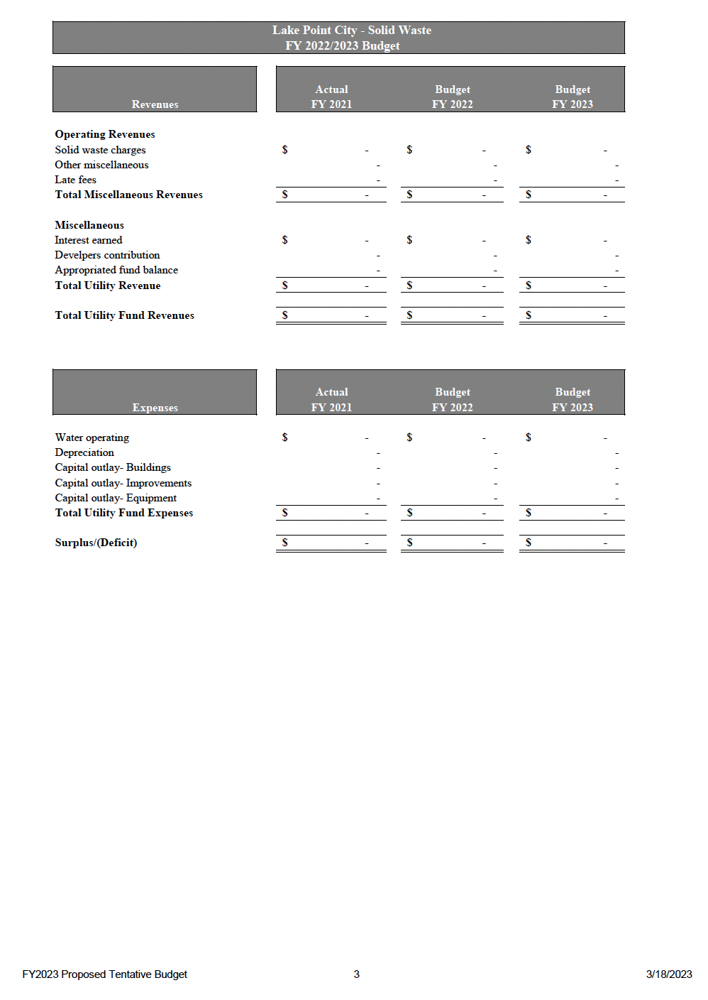 Lake Point City - Solid Waste
FY 2022/2023 Budget
Revenues
Actual Budget Budget
FY 2021 FY 2022 FY 2023
Operating Revenues
Solid waste charges $ - $ - $ -
Other miscellaneous - - -
Late fees - - -
Total Miscellaneous Revenues $ - $ - $ -
Miscellaneous
Interest earned $ - $ - $ -
Develpers contribution - - -
Appropriated fund balance - - -
Total Utility Revenue $ - $ - $ -
Total Utility Fund Revenues $ - $ - $ -
Expenses
Actual Budget Budget
FY 2021 FY 2022 FY 2023
Water operating $ - $ - $ -
Depreciation - - -
Capital outlay- Buildings - - -
Capital outlay- Improvements - - -
Capital outlay- Equipment - - -
Total Utility Fund Expenses $ - $ - $ -
Surplus/(Deficit) $ - $ - $ -
FY2023 Proposed Tentative Budget 3 3/18/2023